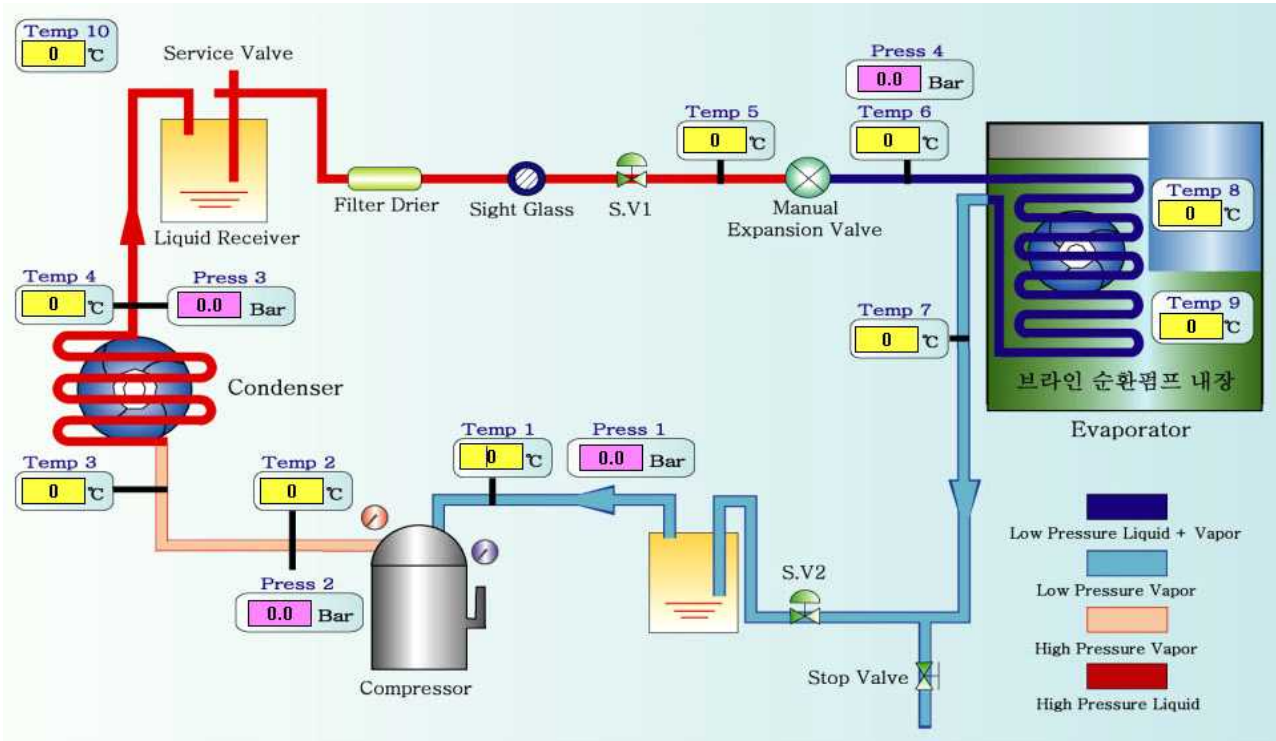 Temp 10
0 ℃
Service Valve
Liquid Receiver
Filter Drier
Sight Glass
S.V1
Temp 5
0 ℃
Manual
Expansion Valve
Press 4
0.0 Bar
Temp 6
0 ℃
Temp 8
0 ℃
Temp 9
0 ℃
브라인 순환펌프 내장
Evaporator
Temp 7
0 ℃
Temp 4
0 ℃
Press 3
0.0 Bar
Condenser
Temp 3
0 ℃
Temp 2
0 ℃
Press 2
0.0 Bar
Temp 1
0 ℃
Press 1
0.0 Bar
Compressor
S.V2
Stop Valve
Low Pressure Liquid + Vapor
Low Pressure Vapor
High Pressure Vapor
High Pressure Liquid